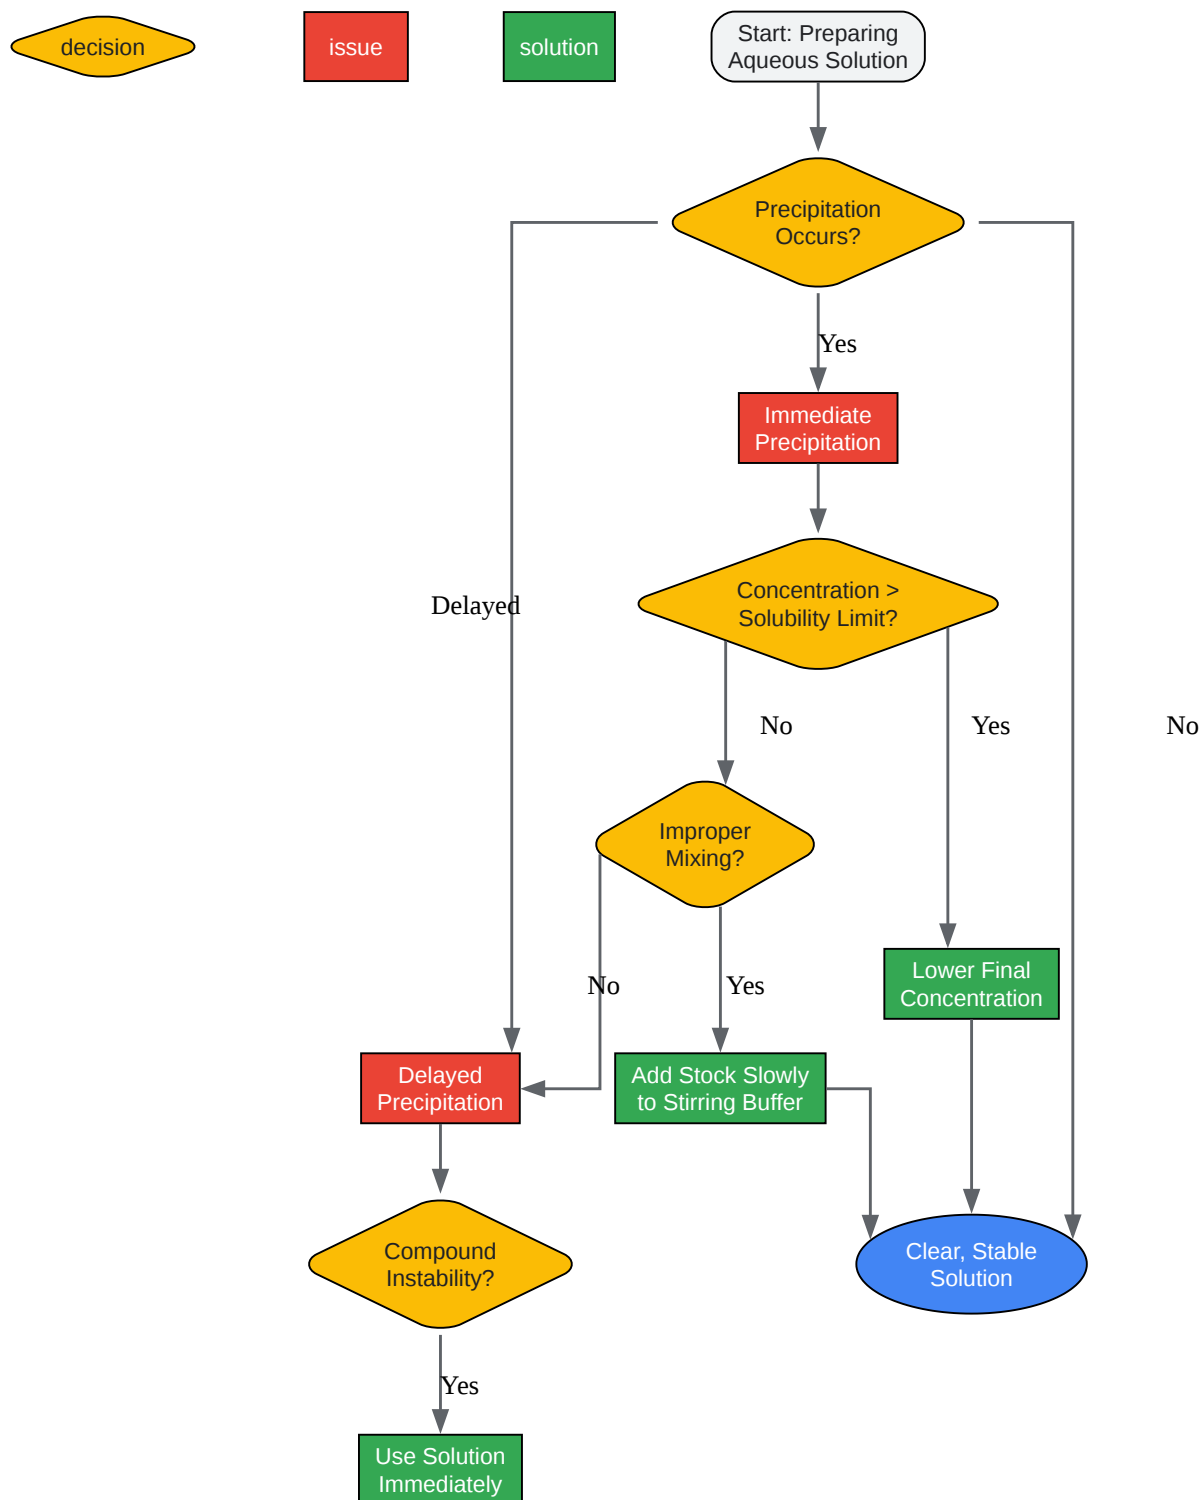 decision
issue
solution
Start: Preparing
Aqueous Solution
Precipitation
Occurs?
Yes
Immediate
Precipitation
Concentration >
Solubility Limit?
Delayed
No
Yes
No
Improper
Mixing?
Lower Final
Concentration
No
Yes
Delayed
Precipitation
Add Stock Slowly
to Stirring Buffer
Compound
Instability?
Clear, Stable
Solution
Yes
Use Solution
Immediately